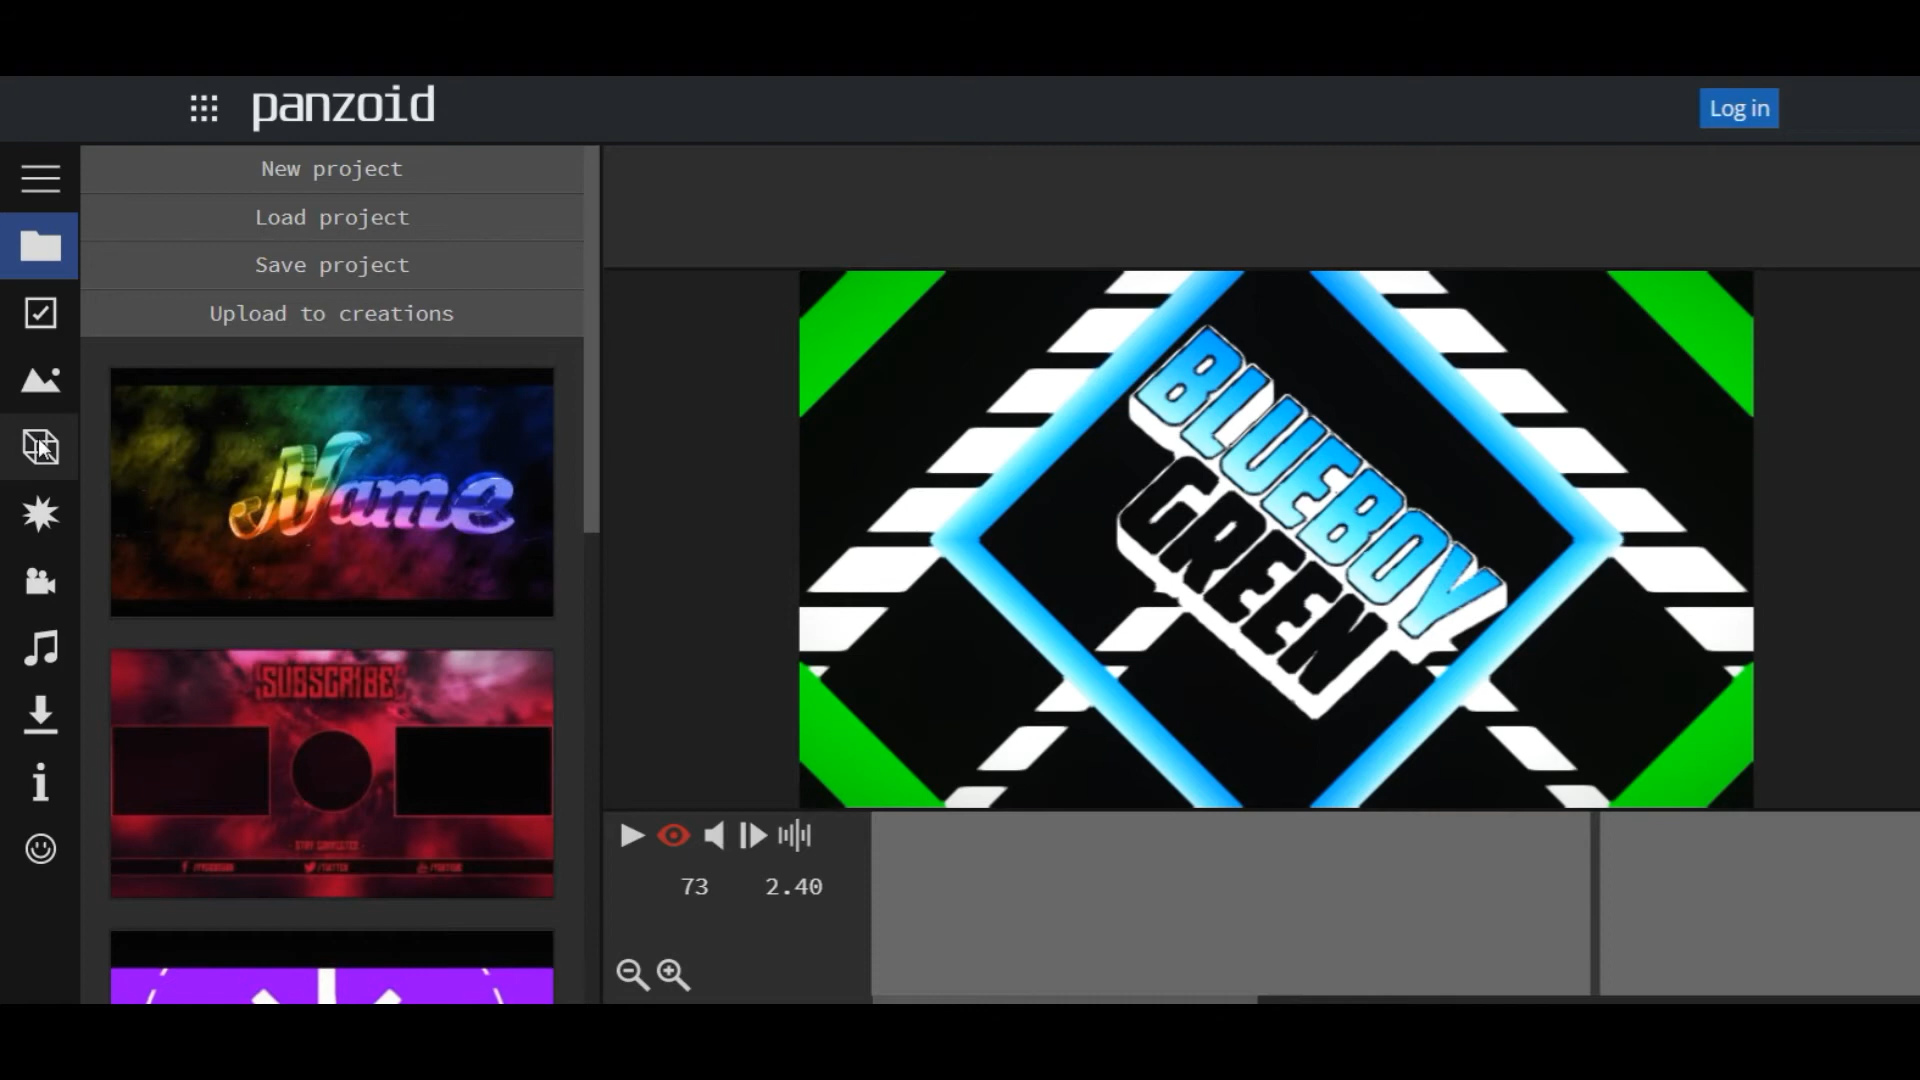 panzoid
Log in
New project
Load project
Save project
Upload to creations
Name
SUBSCRIBE
BLUEBOY
GREEN
73 2.40